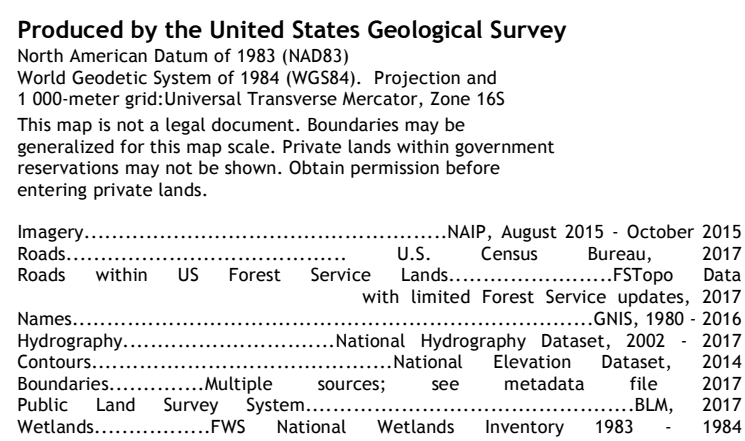 Produced by the United States Geological Survey
North American Datum of 1983 (NAD83)
World Geodetic System of 1984 (WGS84).  Projection and
1 000-meter grid:Universal Transverse Mercator, Zone 16S
This map is not a legal document. Boundaries may be
generalized for this map scale. Private lands within government
reservations may not be shown. Obtain permission before
entering private lands.
Imagery.....................................................NAIP, August 2015 - October 2015
Roads......................................... U.S. Census Bureau, 2017
Roads within US Forest Service Lands........................FSTopo Data
with limited Forest Service updates, 2017
Names............................................................................GNIS, 1980 - 2016
Hydrography...............................National Hydrography Dataset, 2002 - 2017
Contours............................................National Elevation Dataset, 2014
Boundaries..............Multiple sources; see metadata file 2017
Public Land Survey System................................................BLM, 2017
Wetlands.................FWS National Wetlands Inventory 1983 - 1984